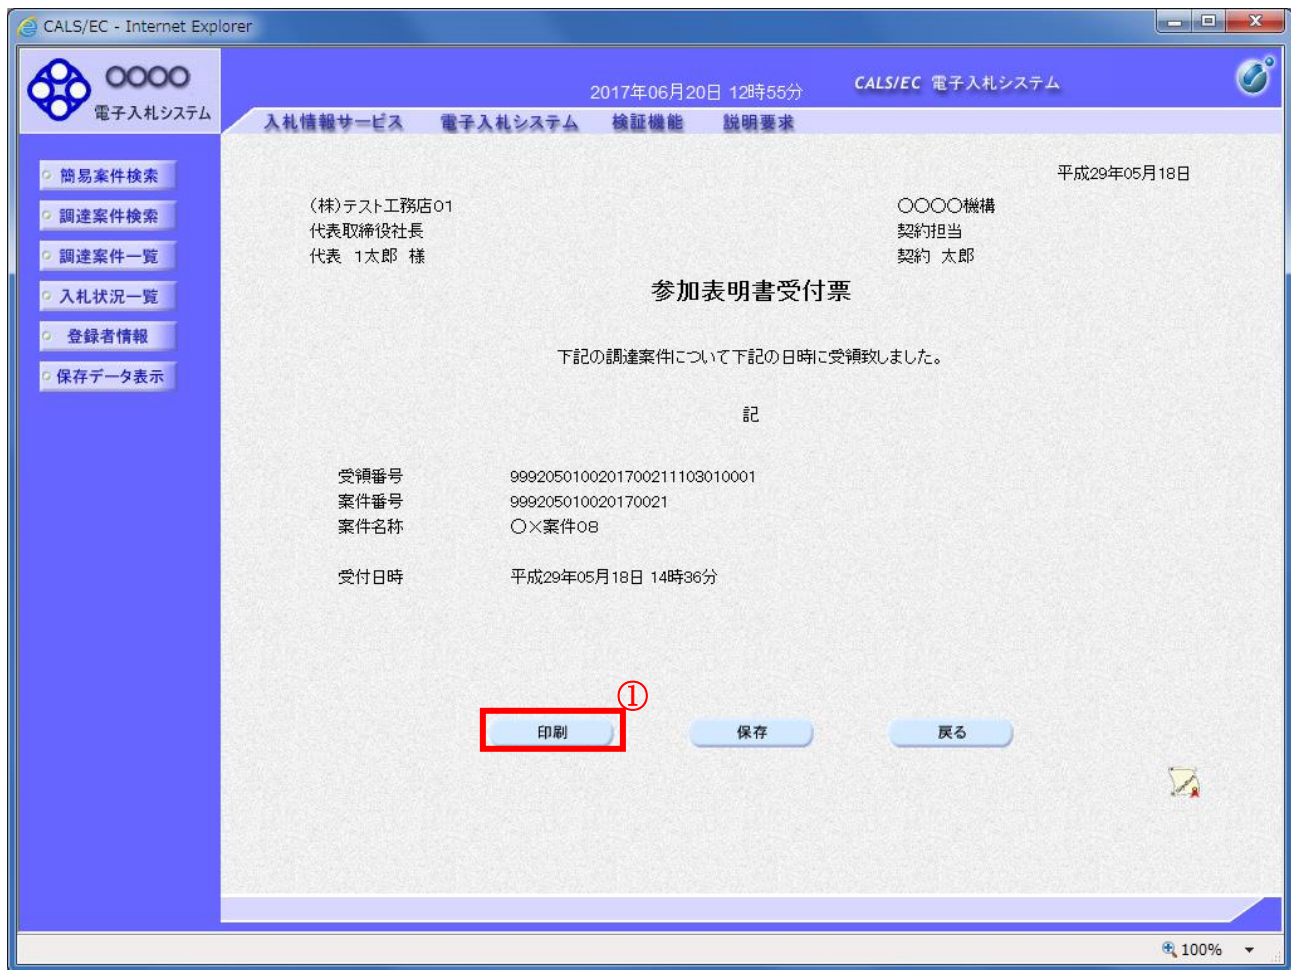 CALS/EC - Internet Explorer
〇〇〇〇
電子入札システム
2017年06月20日 12時55分
CALS/EC 電子入札システム
入札情報サービス 電子入札システム 検証機能 説明要求
簡易案件検索
調達案件検索
調達案件一覧
入札状況一覧
登録者情報
保存データ表示
平成29年05月18日
(株)テスト工務店01
代表取締役社長
代表 1太郎 様
〇〇〇〇機構
契約担当
契約 太郎
参加表明書受付票
下記の調達案件について下記の日時に受領致しました。
記
受領番号 9992050100201700211103010001
案件番号 999205010020170021
案件名称 〇×案件08
受付日時 平成29年05月18日 14時36分
①
印刷 保存 戻る
100%